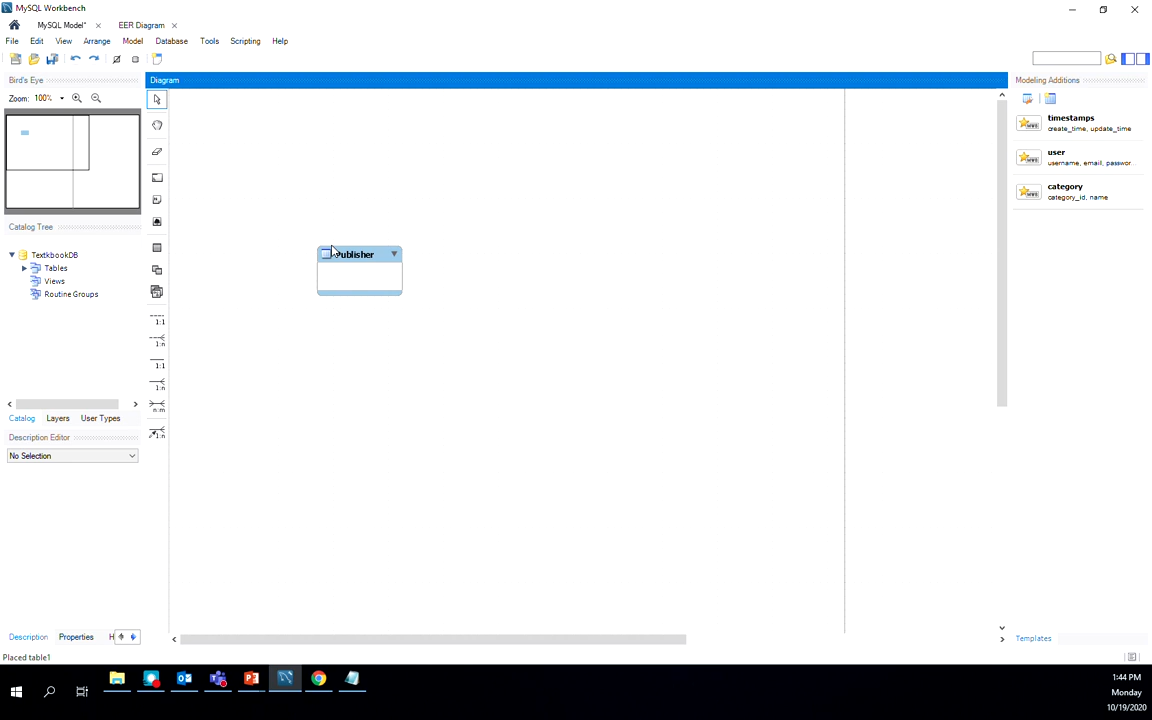 MySQL Workbench
MySQL Model* × EER Diagram ×
File Edit View Arrange Model Database Tools Scripting Help
Bird's Eye
Diagram
Modeling Additions
Zoom: 100%
timestamps
create_time, update_time
user
username, email, passwor..
category
category_id, name
Catalog Tree
TextkbookDB
Tables
Views
Routine Groups
Publisher
1:1
1:n
1:1
1:n
n:m
1:n
Catalog Layers User Types
Description Editor
No Selection
Description Properties H
Templates
Placed table1
1:44 PM
Monday
10/19/2020